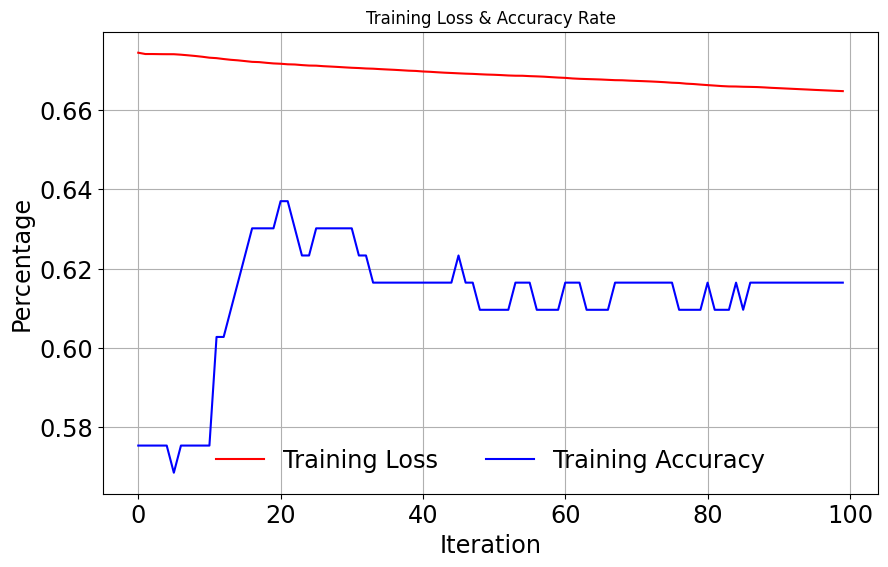 Training Loss & Accuracy Rate
Percentage
0.66
0.64
0.62
0.60
0.58
Training Loss
Training Accuracy
0 20 40 60 80 100
Iteration